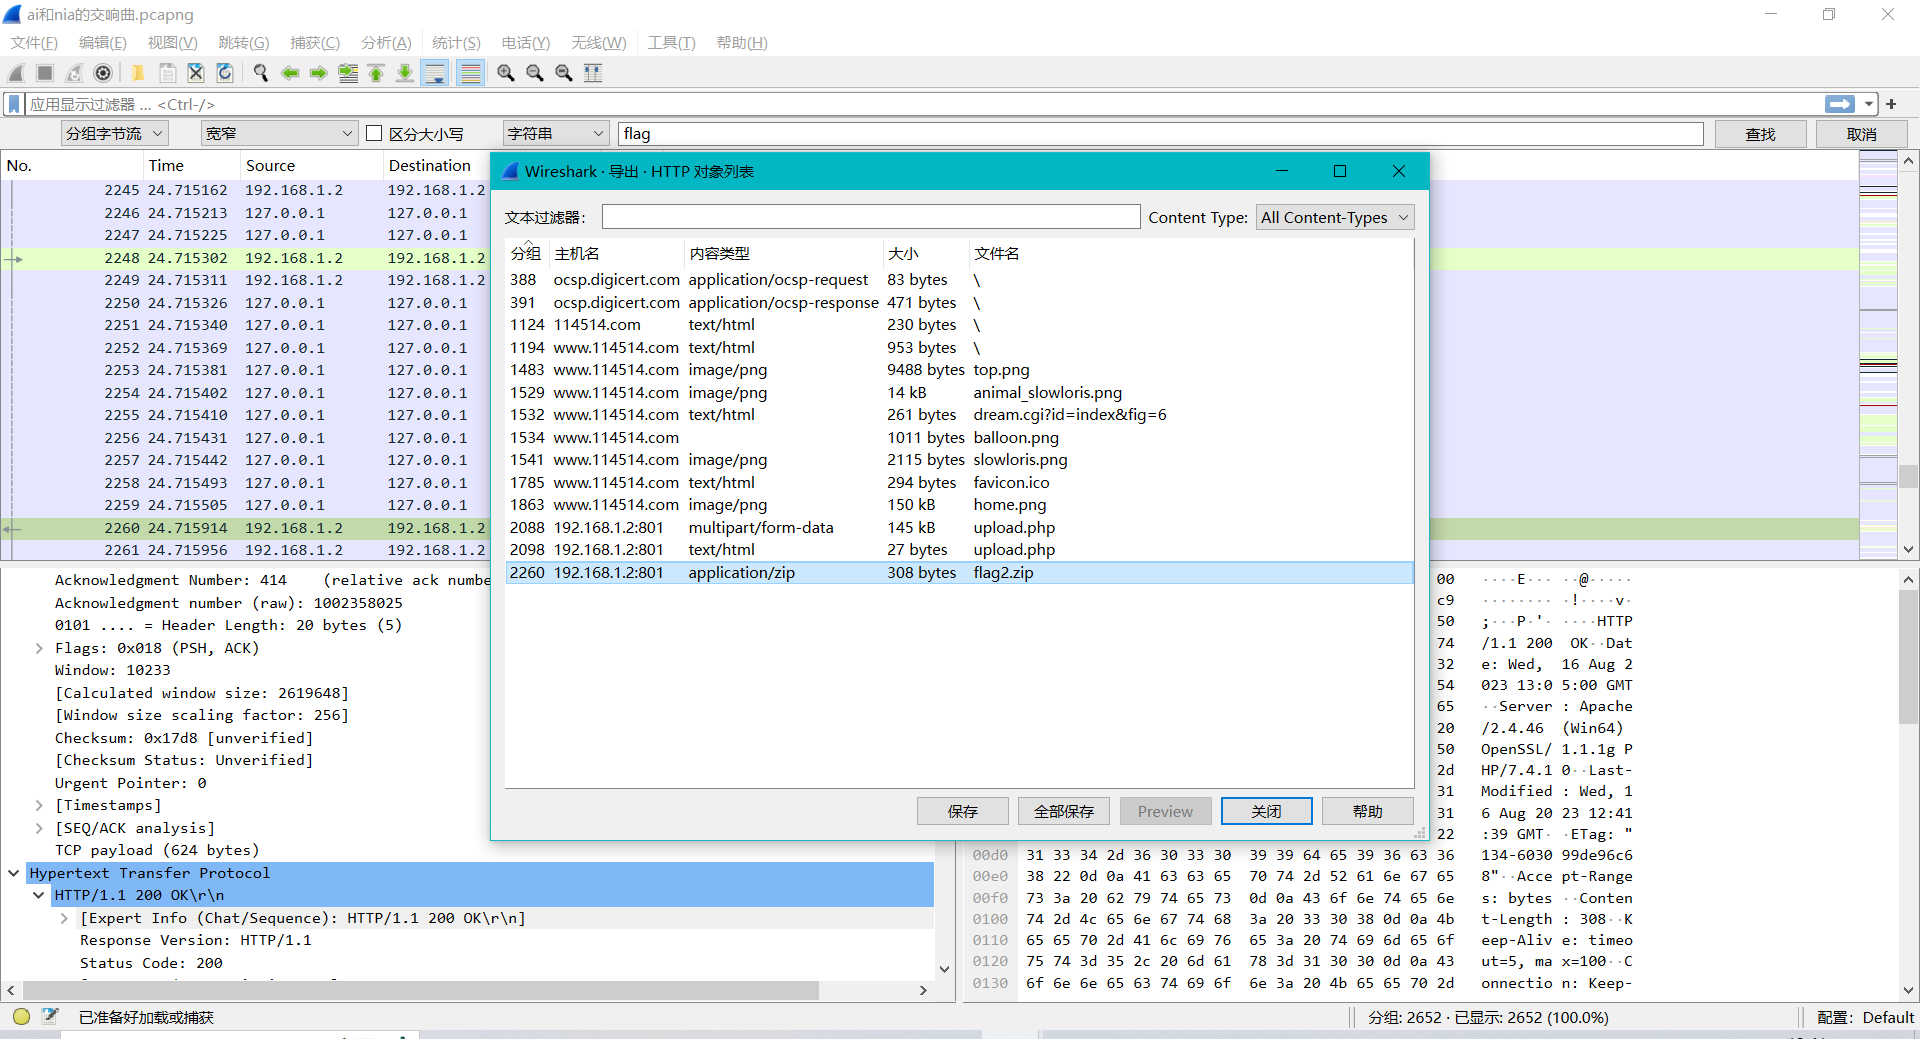 ai和nia的交响曲.pcapng
文件(F) 编辑(E) 视图(V) 跳转(G) 捕获(C) 分析(A) 统计(S) 电话(Y) 无线(W) 工具(T) 帮助(H)
应用显示过滤器 … <Ctrl-/>
分组字节流 宽窄 区分大小写 字符串 flag 查找 取消
No. Time Source Destination
2245 24.715162 192.168.1.2 192.168.1.2
2246 24.715213 127.0.0.1 127.0.0.1
2247 24.715225 127.0.0.1 127.0.0.1
2248 24.715302 192.168.1.2 192.168.1.2
2249 24.715311 192.168.1.2 192.168.1.2
2250 24.715326 127.0.0.1 127.0.0.1
2251 24.715340 127.0.0.1 127.0.0.1
2252 24.715369 127.0.0.1 127.0.0.1
2253 24.715381 127.0.0.1 127.0.0.1
2254 24.715402 127.0.0.1 127.0.0.1
2255 24.715410 127.0.0.1 127.0.0.1
2256 24.715431 127.0.0.1 127.0.0.1
2257 24.715442 127.0.0.1 127.0.0.1
2258 24.715493 127.0.0.1 127.0.0.1
2259 24.715505 127.0.0.1 127.0.0.1
2260 24.715914 192.168.1.2 192.168.1.2
2261 24.715956 192.168.1.2 192.168.1.2
Wireshark · 导出 · HTTP 对象列表
文本过滤器: Content Type: All Content-Types
分组 主机名 内容类型 大小 文件名
388 ocsp.digicert.com application/ocsp-request 83 bytes \
391 ocsp.digicert.com application/ocsp-response 471 bytes \
1124 114514.com text/html 230 bytes \
1194 www.114514.com text/html 953 bytes \
1483 www.114514.com image/png 9488 bytes top.png
1529 www.114514.com image/png 14 kB animal_slowloris.png
1532 www.114514.com text/html 261 bytes dream.cgi?id=index&fig=6
1534 www.114514.com 1011 bytes balloon.png
1541 www.114514.com image/png 2115 bytes slowloris.png
1785 www.114514.com text/html 294 bytes favicon.ico
1863 www.114514.com image/png 150 kB home.png
2088 192.168.1.2:801 multipart/form-data 145 kB upload.php
2098 192.168.1.2:801 text/html 27 bytes upload.php
2260 192.168.1.2:801 application/zip 308 bytes flag2.zip
保存 全部保存 Preview 关闭 帮助
Acknowledgment Number: 414 (relative ack numbe
Acknowledgment number (raw): 1002358025
0101 .... = Header Length: 20 bytes (5)
Flags: 0x018 (PSH, ACK)
Window: 10233
[Calculated window size: 2619648]
[Window size scaling factor: 256]
Checksum: 0x17d8 [unverified]
[Checksum Status: Unverified]
Urgent Pointer: 0
[Timestamps]
[SEQ/ACK analysis]
TCP payload (624 bytes)
Hypertext Transfer Protocol
HTTP/1.1 200 OK\r\n
[Expert Info (Chat/Sequence): HTTP/1.1 200 OK\r\n]
Response Version: HTTP/1.1
Status Code: 200
00 ····E··· ··@·····
c9 ········ ·!····v·
50 ;···P·'· ····HTTP
74 /1.1 200  OK··Dat
32 e: Wed,  16 Aug 2
54 023 13:0 5:00 GMT
65 ··Server : Apache
20 /2.4.46  (Win64)
50 OpenSSL/ 1.1.1g P
2d HP/7.4.1 0··Last-
31 Modified : Wed, 1
31 6 Aug 20 23 12:41
22 :39 GMT· ·ETag: "
00d0 31 33 34 2d 36 30 33 30 39 39 64 65 39 36 63 36 134-6030 99de96c6
00e0 38 22 0d 0a 41 63 63 65 70 74 2d 52 61 6e 67 65 8"··Acce pt-Range
00f0 73 3a 20 62 79 74 65 73 0d 0a 43 6f 6e 74 65 6e s: bytes ··Conten
0100 74 2d 4c 65 6e 67 74 68 3a 20 33 30 38 0d 0a 4b t-Length : 308··K
0110 65 65 70 2d 41 6c 69 76 65 3a 20 74 69 6d 65 6f eep-Aliv e: timeo
0120 75 74 3d 35 2c 20 6d 61 78 3d 31 30 30 0d 0a 43 ut=5, ma x=100··C
0130 6f 6e 6e 65 63 74 69 6f 6e 3a 20 4b 65 65 70 2d onnectio n: Keep-
已准备好加载或捕获 分组: 2652 · 已显示: 2652 (100.0%) 配置: Default